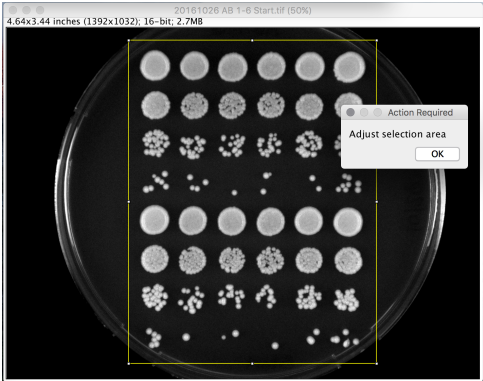 20161026 AB 1-6 Start.tif (50%)
4.64x3.44 inches (1392x1032); 16-bit; 2.7MB
Action Required
Adjust selection area
OK